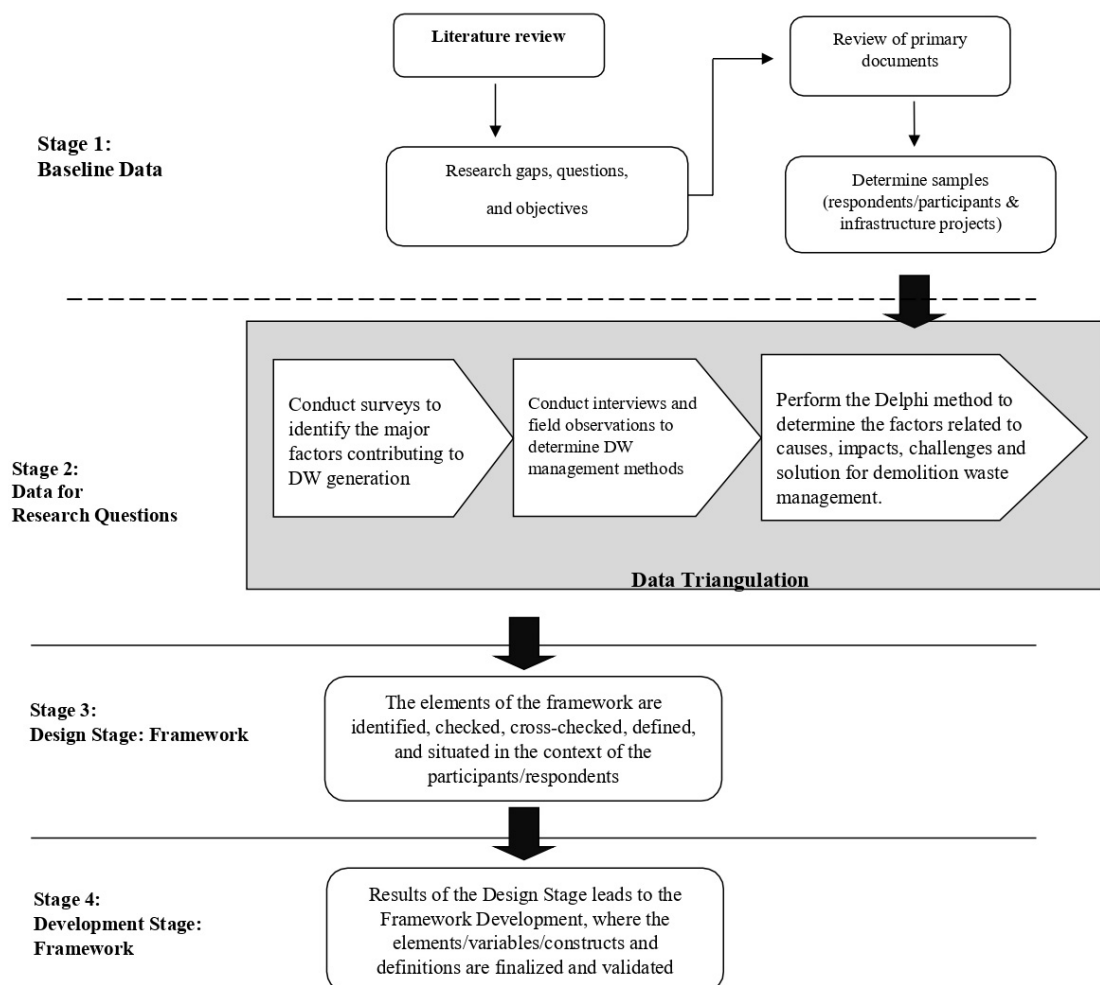 Literature review
Review of primary
documents
Stage 1:
Baseline Data
Research gaps, questions,
and objectives
Determine samples
(respondents/participants &
infrastructure projects)
Stage 2:
Data for
Research Questions
Conduct surveys to
identify the major
factors contributing to
DW generation
Conduct interviews and
field observations to
determine DW
management methods
Perform the Delphi method to
determine the factors related to
causes, impacts, challenges and
solution for demolition waste
management.
Data Triangulation
Stage 3:
Design Stage: Framework
The elements of the framework are
identified, checked, cross-checked, defined,
and situated in the context of the
participants/respondents
Stage 4:
Development Stage:
Framework
Results of the Design Stage leads to the
Framework Development, where the
elements/variables/constructs and
definitions are finalized and validated